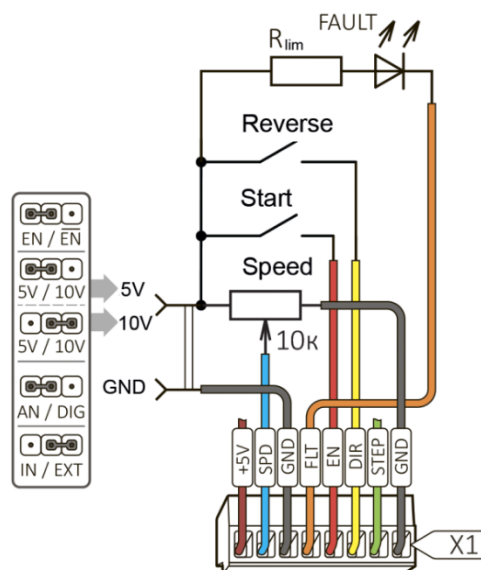 FAULT
Rlim
Reverse
Start
Speed
10к
EN / E̅N̅
5V / 10V
5V / 10V
AN / DIG
IN / EXT
5V
10V
GND
+5V
SPD
GND
FLT
EN
DIR
STEP
GND
X1